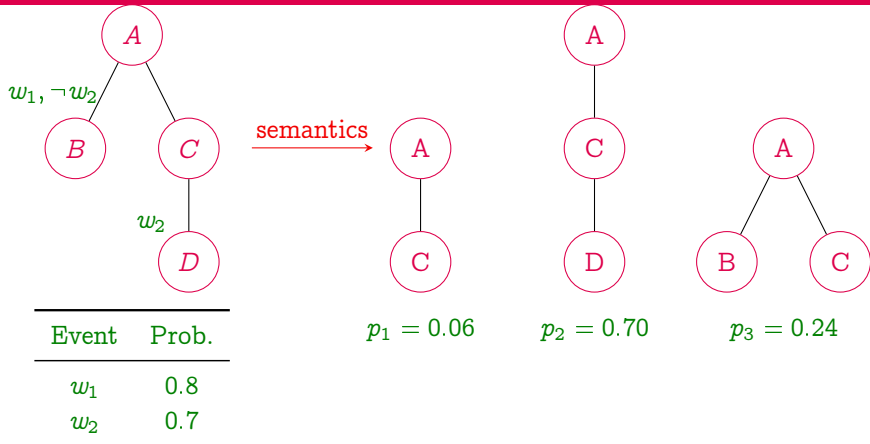 A
w₁, ¬w₂
B
C
w₂
D
Event Prob.
w₁ 0.8
w₂ 0.7
semantics
A
C
p₁ = 0.06
A
C
D
p₂ = 0.70
A
B C
p₃ = 0.24